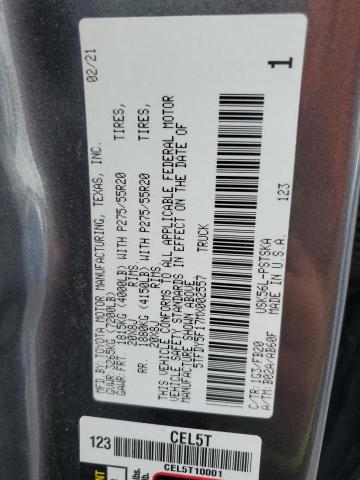 MFD. BY: TOYOTA MOTOR MANUFACTURING, TEXAS, INC.
02/21
GVWR: 3265KG (7200LB)
GAWR: FRT. 1815KG (4000LB) WITH P275/55R20 TIRES,
20X8J RIMS
RR. 1880KG (4150LB) WITH P275/55R20 TIRES,
20X8J RIMS
THIS VEHICLE CONFORMS TO ALL APPLICABLE FEDERAL MOTOR
VEHICLE SAFETY STANDARDS IN EFFECT ON THE DATE OF
MANUFACTURE SHOWN ABOVE
5TFDY5F17MX002557 TRUCK
1
C/TR: 1G3/FB20
A/TM: B02A/AB60F
USK56L-PSTSKA
MADE IN U.S.A.
123
123
CEL5T
CEL5T10001